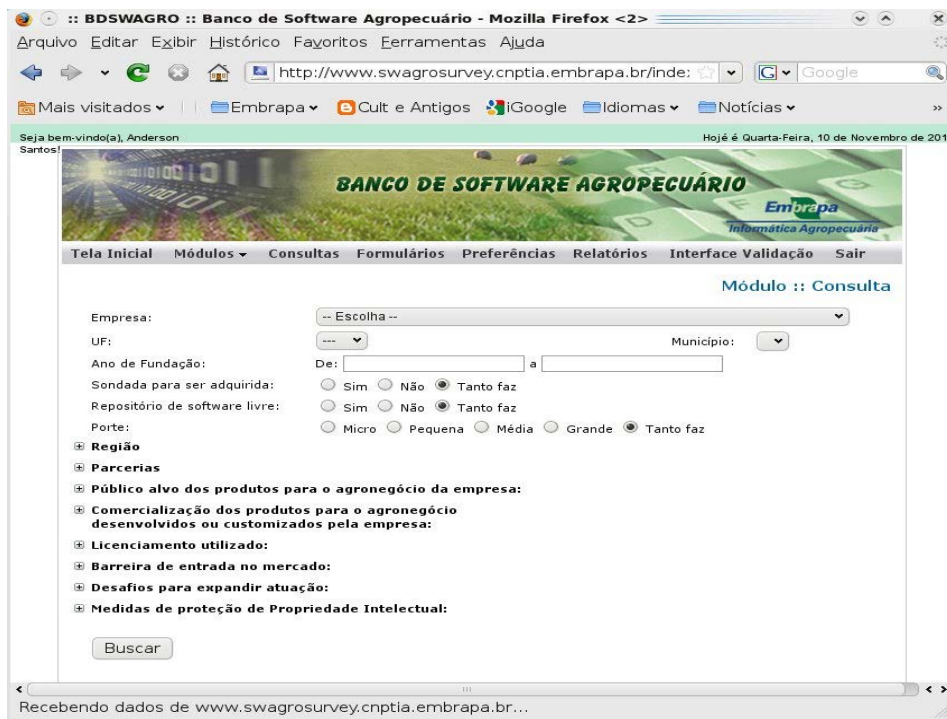 :: BDSWAGRO :: Banco de Software Agropecuário - Mozilla Firefox <2>
Arquivo Editar Exibir Histórico Favoritos Ferramentas Ajuda
http://www.swagrosurvey.cnptia.embrapa.br/inde: G Google
Mais visitados Embrapa Cult e Antigos iGoogle Idiomas Notícias »
Seja bem-vindo(a), Anderson Santos!
Hojé é Quarta-Feira, 10 de Novembro de 201
BANCO DE SOFTWARE AGROPECUÁRIO
Embrapa
Informática Agropecuária
Tela Inicial Módulos Consultas Formulários Preferências Relatórios Interface Validação Sair
Módulo :: Consulta
Empresa: -- Escolha --
UF: --- Município:
Ano de Fundação: De: a
Sondada para ser adquirida: Sim Não Tanto faz
Repositório de software livre: Sim Não Tanto faz
Porte: Micro Pequena Média Grande Tanto faz
Região
Parcerias
Público alvo dos produtos para o agronegócio da empresa:
Comercialização dos produtos para o agronegócio
desenvolvidos ou customizados pela empresa:
Licenciamento utilizado:
Barreira de entrada no mercado:
Desafios para expandir atuação:
Medidas de proteção de Propriedade Intelectual:
Buscar
Recebendo dados de www.swagrosurvey.cnptia.embrapa.br...